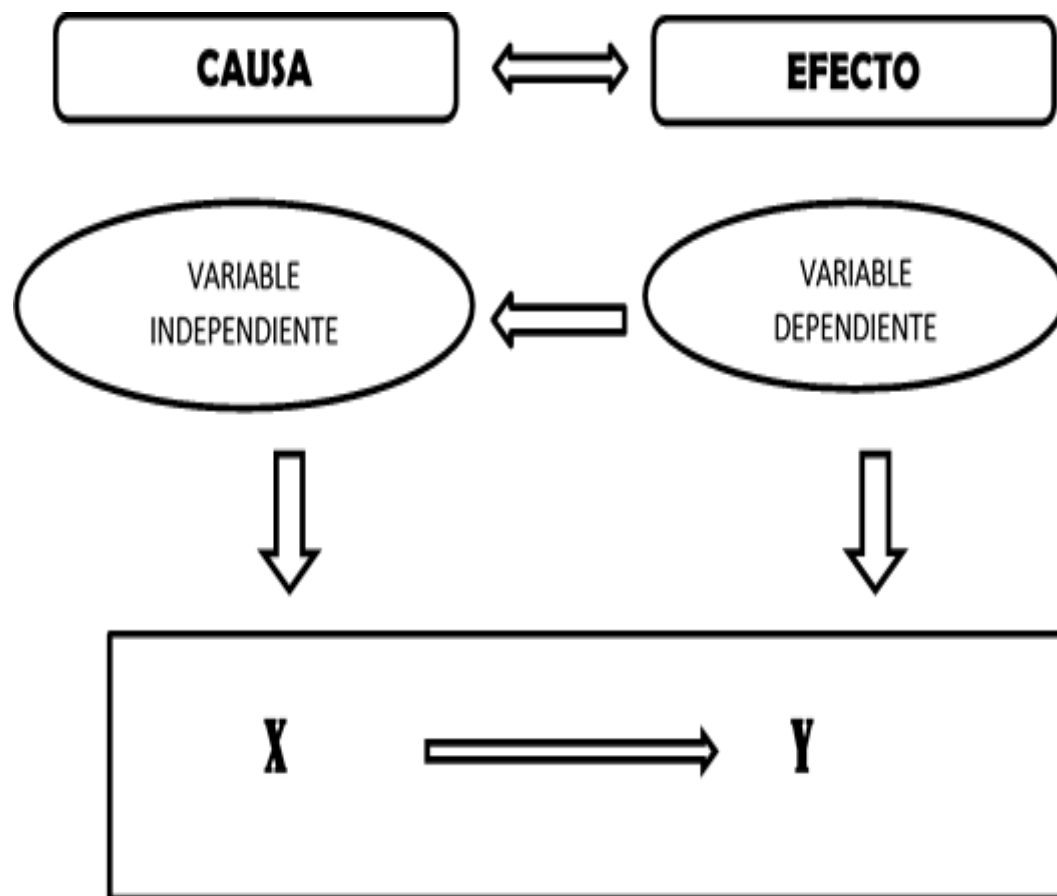 CAUSA
EFECTO
VARIABLE
INDEPENDIENTE
VARIABLE
DEPENDIENTE
X
Y